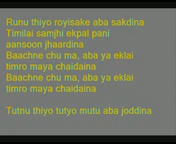 Runu thiyo royisake aba sakdina
Timilai samjhi ekpal pani
aansoon jhaardina
Baachne chu ma, aba ya eklai
timro maya chaidaina
Baachne chu ma, aba ya eklai
timro maya chaidaina
Tutnu thiyo tutyo mutu aba joddina